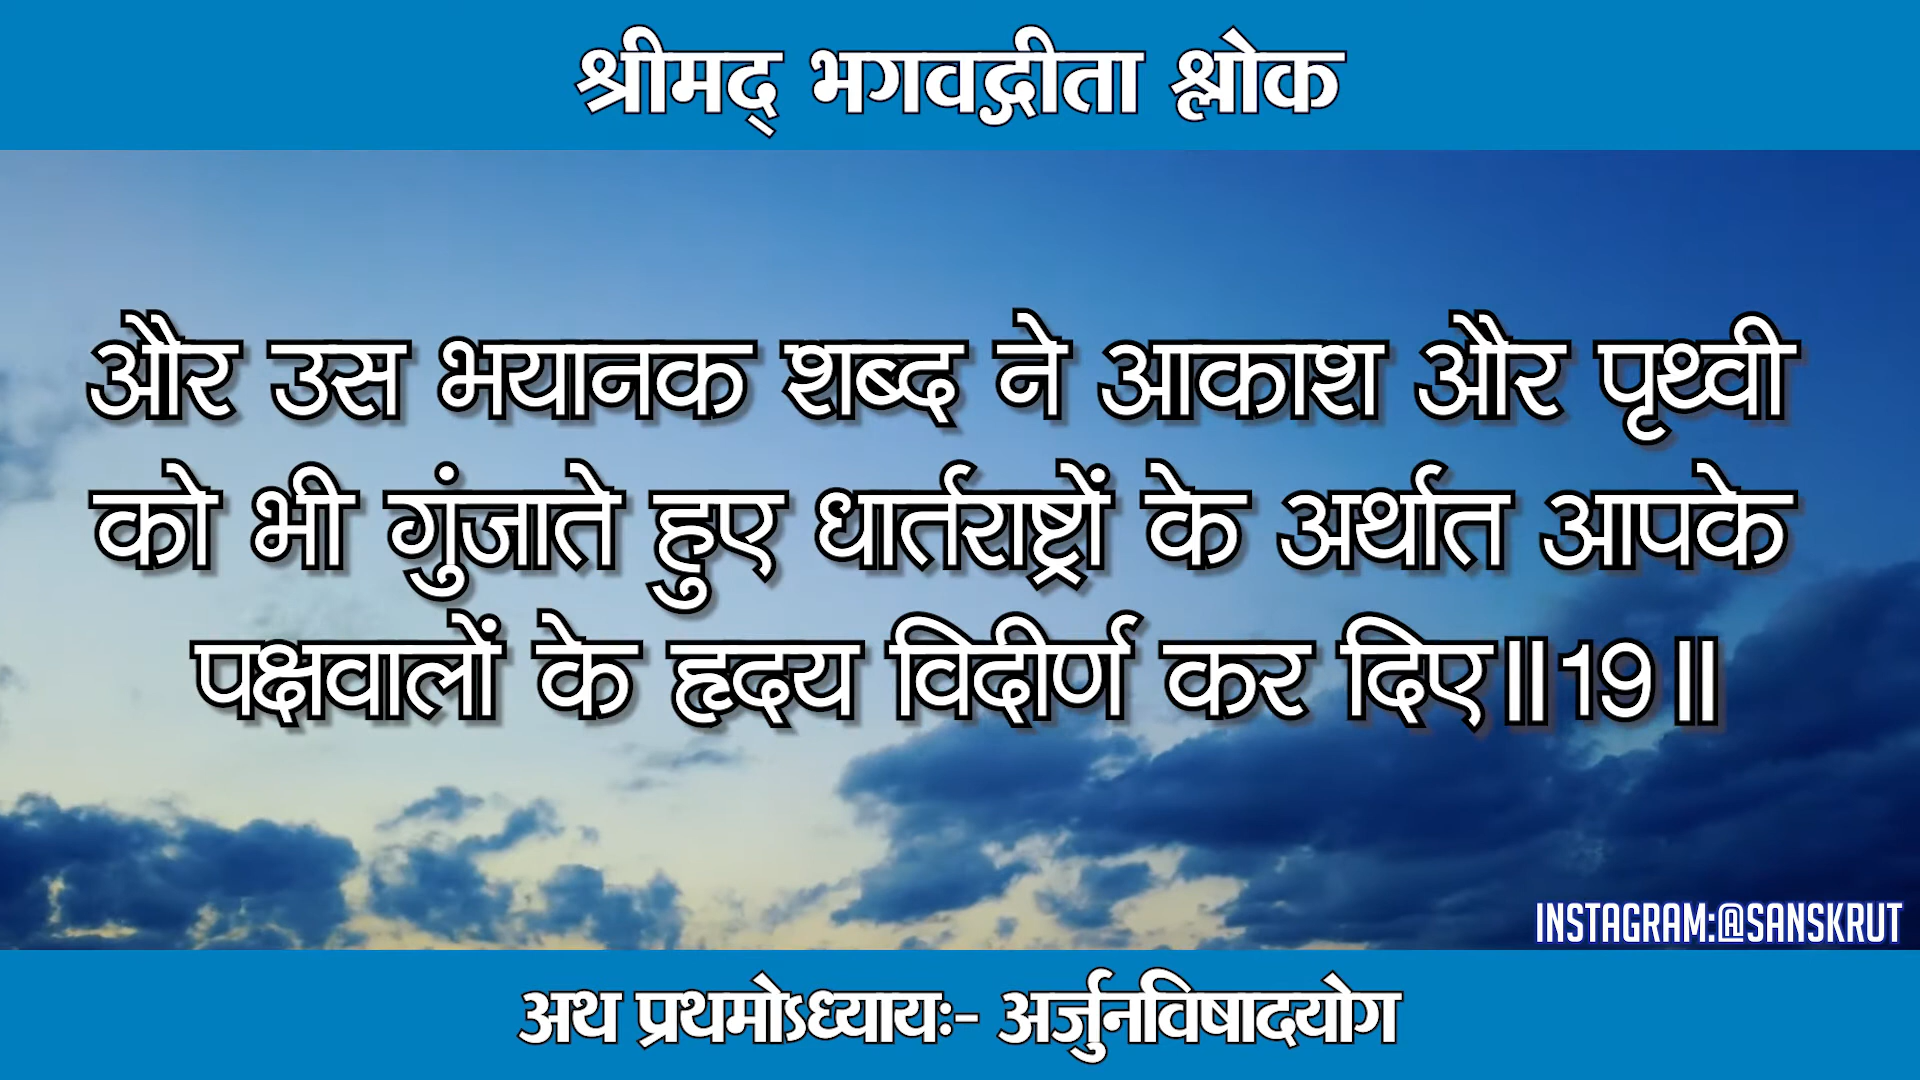 श्रीमद् भगवद्गीता श्लोक
और उस भयानक शब्द ने आकाश और पृथ्वी
को भी गुंजाते हुए धार्तराष्ट्रों के अर्थात आपके
पक्षवालों के हृदय विदीर्ण कर दिए॥19॥
INSTAGRAM:@SANSKRUT
अथ प्रथमोऽध्यायः- अर्जुनविषादयोग